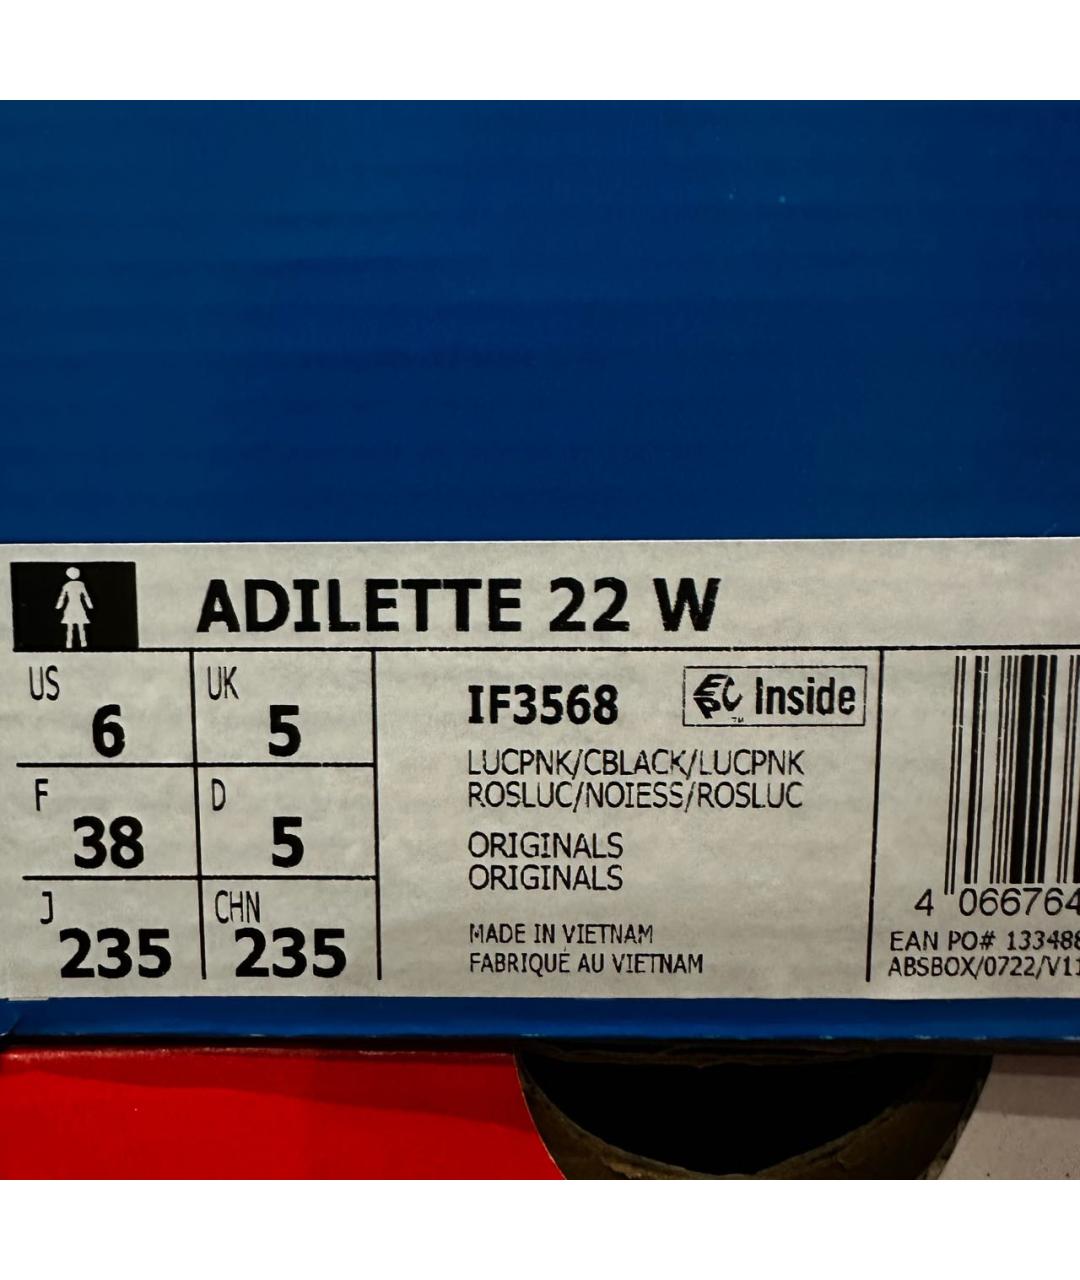 ADILETTE 22 W
US 6
UK 5
F 38
D 5
J 235
CHN 235
IF3568
Inside
TM
LUCPNK/CBLACK/LUCPNK
ROSLUC/NOIESS/ROSLUC
ORIGINALS
ORIGINALS
MADE IN VIETNAM
FABRIQUÉ AU VIETNAM
4 066764
EAN PO# 133488
ABSBOX/0722/V11